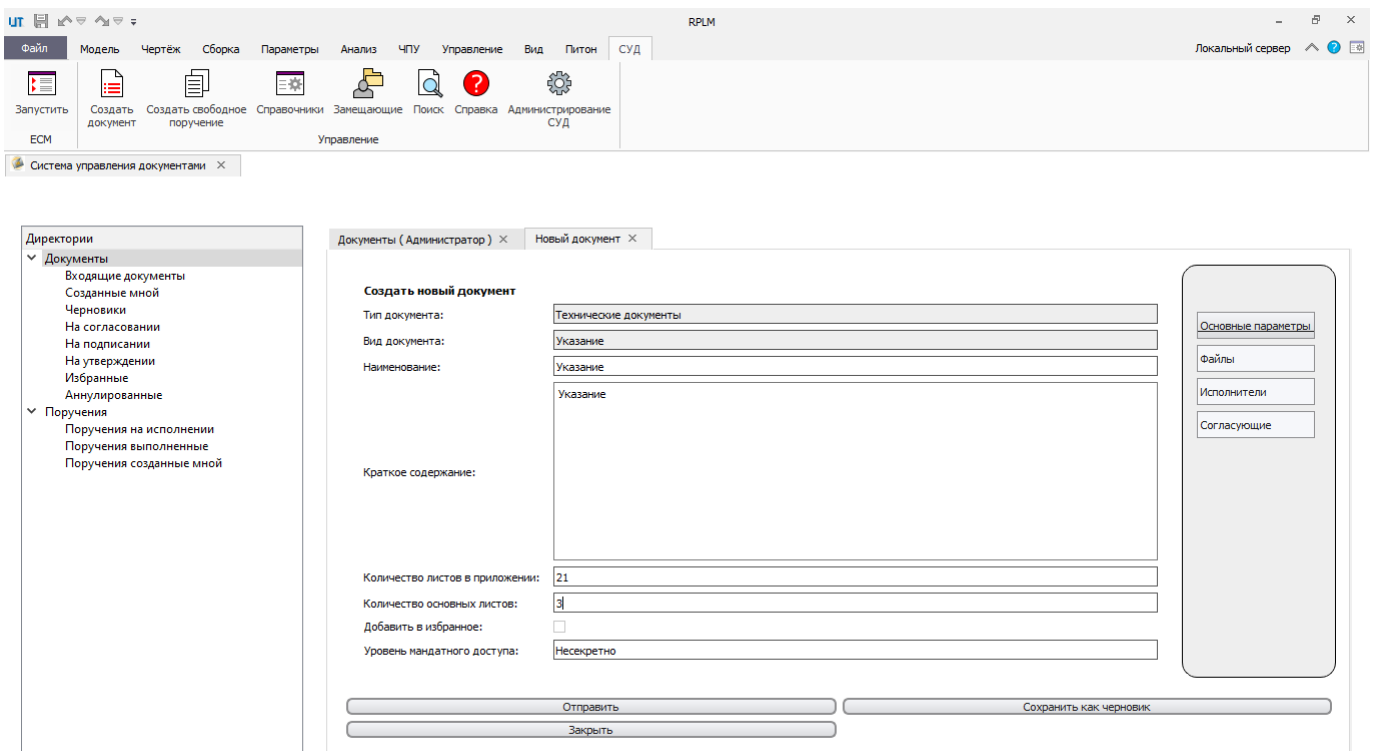 UT
RPLM
Файл Модель Чертёж Сборка Параметры Анализ ЧПУ Управление Вид Питон СУД Локальный сервер
Запустить Создать документ Создать свободное поручение Справочники Замещающие Поиск Справка Администрирование СУД
ECM Управление
Система управления документами
Директории
Документы
Входящие документы
Созданные мной
Черновики
На согласовании
На подписании
На утверждении
Избранные
Аннулированные
Поручения
Поручения на исполнении
Поручения выполненные
Поручения созданные мной
Документы ( Администратор ) Новый документ
Создать новый документ
Тип документа: Технические документы
Вид документа: Указание
Наименование: Указание
Указание
Краткое содержание:
Количество листов в приложении: 21
Количество основных листов: 3
Добавить в избранное:
Уровень мандатного доступа: Несекретно
Основные параметры
Файлы
Исполнители
Согласующие
Отправить Сохранить как черновик
Закрыть